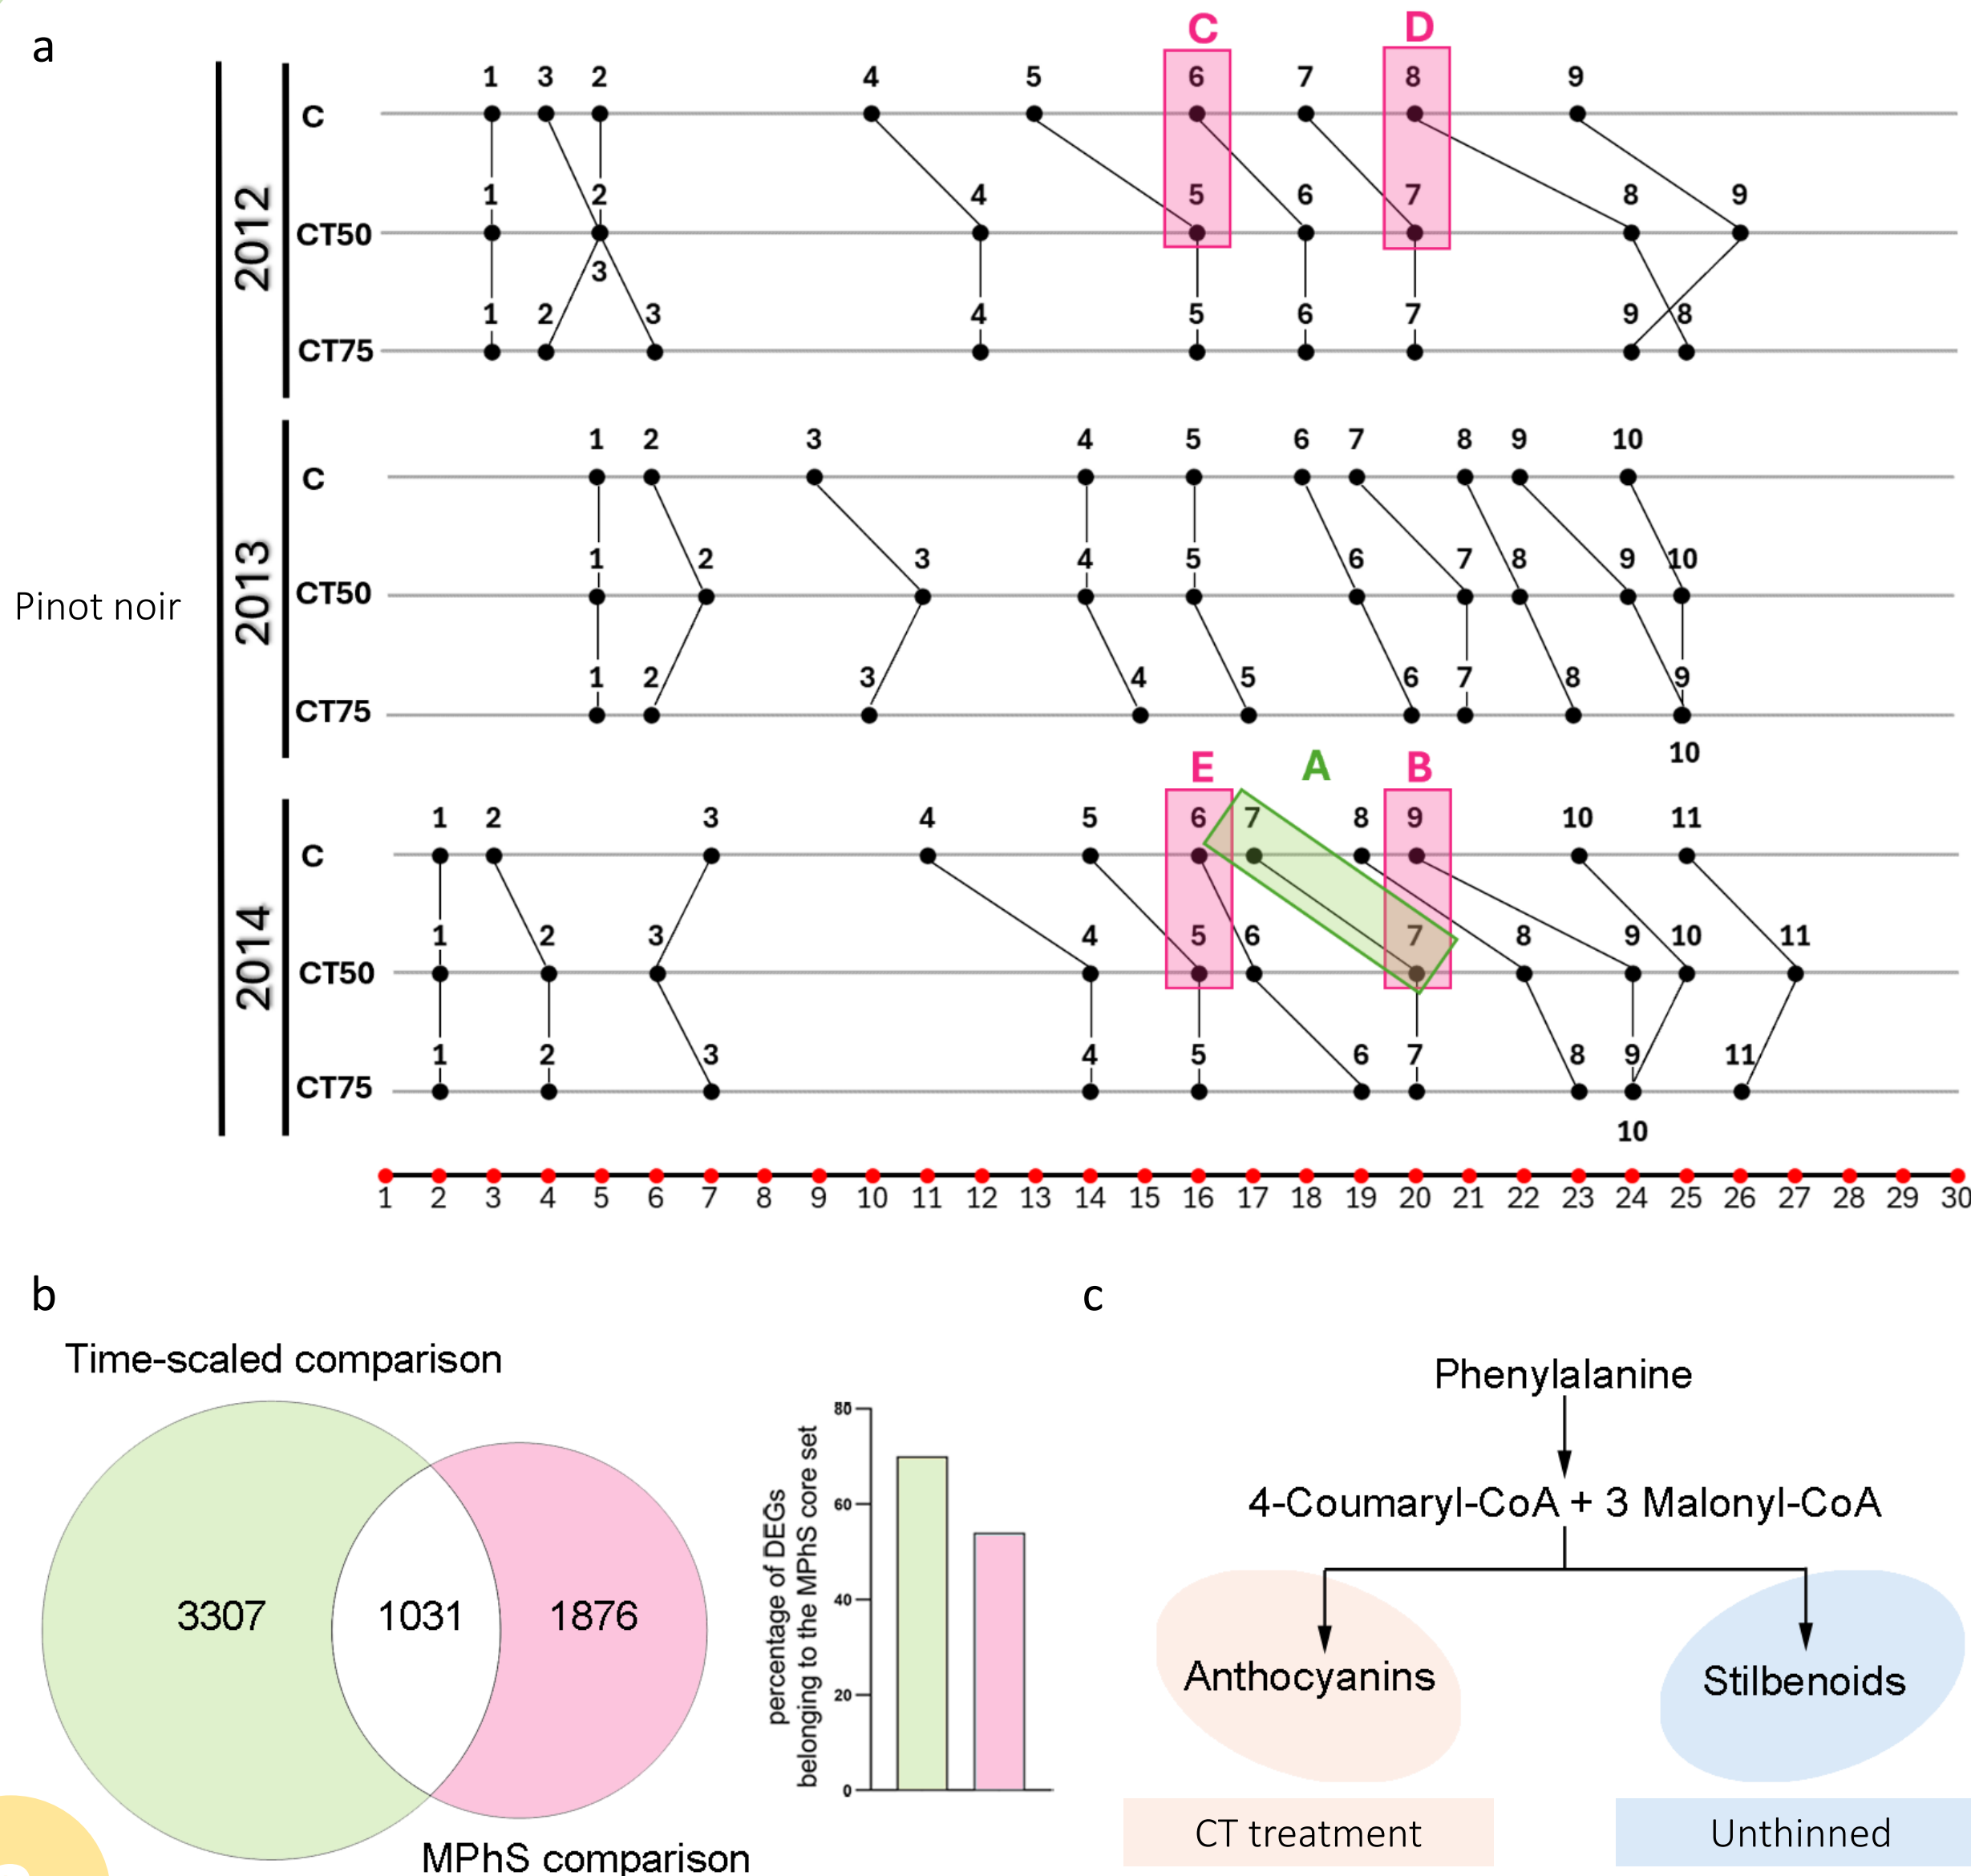 a
C D
1 3 2 4 5 6 7 8 9
C
1 2 4 5 6 7 8 9
CT50
3
1 2 3 4 5 6 7 9 8
CT75
2012
1 2 3 4 5 6 7 8 9 10
C
1 2 3 4 5 6 7 8 9 10
CT50
1 2 3 4 5 6 7 8 9
CT75
10
2013
Pinot noir
E A B
1 2 3 4 5 6 7 8 9 10 11
C
1 2 3 4 5 6 7 8 9 10 11
CT50
1 2 3 4 5 6 7 8 9 11
CT75
10
2014
1 2 3 4 5 6 7 8 9 10 11 12 13 14 15 16 17 18 19 20 21 22 23 24 25 26 27 28 29 30
b
Time-scaled comparison
3307 1031 1876
MPhS comparison
percentage of DEGs
belonging to the MPhS core set
80
60
40
20
0
c
Phenylalanine
4-Coumaryl-CoA + 3 Malonyl-CoA
Anthocyanins Stilbenoids
CT treatment Unthinned